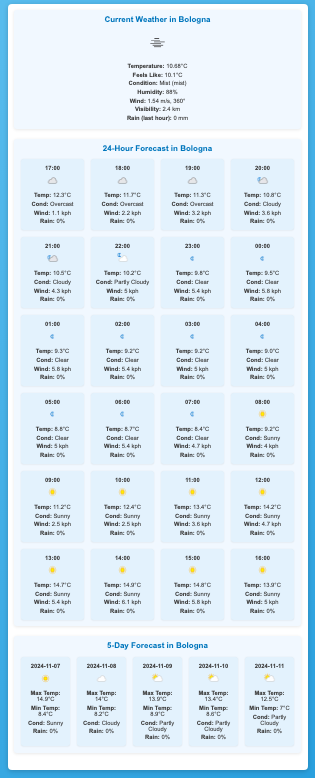 Current Weather in Bologna
Temperature: 10.68°C
Feels Like: 10.1°C
Condition: Mist (mist)
Humidity: 88%
Wind: 1.54 m/s, 360°
Visibility: 2.4 km
Rain (last hour): 0 mm
24-Hour Forecast in Bologna
17:00
Temp: 12.3°C
Cond: Overcast
Wind: 1.1 kph
Rain: 0%
18:00
Temp: 11.7°C
Cond: Overcast
Wind: 2.2 kph
Rain: 0%
19:00
Temp: 11.3°C
Cond: Overcast
Wind: 3.2 kph
Rain: 0%
20:00
Temp: 10.8°C
Cond: Cloudy
Wind: 3.6 kph
Rain: 0%
21:00
Temp: 10.5°C
Cond: Cloudy
Wind: 4.3 kph
Rain: 0%
22:00
Temp: 10.2°C
Cond: Partly Cloudy
Wind: 5 kph
Rain: 0%
23:00
Temp: 9.8°C
Cond: Clear
Wind: 5.4 kph
Rain: 0%
00:00
Temp: 9.5°C
Cond: Clear
Wind: 5.8 kph
Rain: 0%
01:00
Temp: 9.3°C
Cond: Clear
Wind: 5.8 kph
Rain: 0%
02:00
Temp: 9.2°C
Cond: Clear
Wind: 5.4 kph
Rain: 0%
03:00
Temp: 9.2°C
Cond: Clear
Wind: 5 kph
Rain: 0%
04:00
Temp: 9.0°C
Cond: Clear
Wind: 5 kph
Rain: 0%
05:00
Temp: 8.8°C
Cond: Clear
Wind: 5 kph
Rain: 0%
06:00
Temp: 8.7°C
Cond: Clear
Wind: 5.4 kph
Rain: 0%
07:00
Temp: 8.4°C
Cond: Clear
Wind: 4.7 kph
Rain: 0%
08:00
Temp: 9.2°C
Cond: Sunny
Wind: 4 kph
Rain: 0%
09:00
Temp: 11.2°C
Cond: Sunny
Wind: 2.5 kph
Rain: 0%
10:00
Temp: 12.4°C
Cond: Sunny
Wind: 2.5 kph
Rain: 0%
11:00
Temp: 13.4°C
Cond: Sunny
Wind: 3.6 kph
Rain: 0%
12:00
Temp: 14.2°C
Cond: Sunny
Wind: 4.7 kph
Rain: 0%
13:00
Temp: 14.7°C
Cond: Sunny
Wind: 5.4 kph
Rain: 0%
14:00
Temp: 14.9°C
Cond: Sunny
Wind: 6.1 kph
Rain: 0%
15:00
Temp: 14.8°C
Cond: Sunny
Wind: 5.8 kph
Rain: 0%
16:00
Temp: 13.9°C
Cond: Sunny
Wind: 5 kph
Rain: 0%
5-Day Forecast in Bologna
2024-11-07
Max Temp:
14.9°C
Min Temp:
8.4°C
Cond: Sunny
Rain: 0%
2024-11-08
Max Temp:
14°C
Min Temp:
8.2°C
Cond: Cloudy
Rain: 0%
2024-11-09
Max Temp:
13.9°C
Min Temp:
8.9°C
Cond: Partly
Cloudy
Rain: 0%
2024-11-10
Max Temp:
13.4°C
Min Temp:
8.6°C
Cond: Partly
Cloudy
Rain: 0%
2024-11-11
Max Temp:
12.5°C
Min Temp: 7°C
Cond: Partly
Cloudy
Rain: 0%